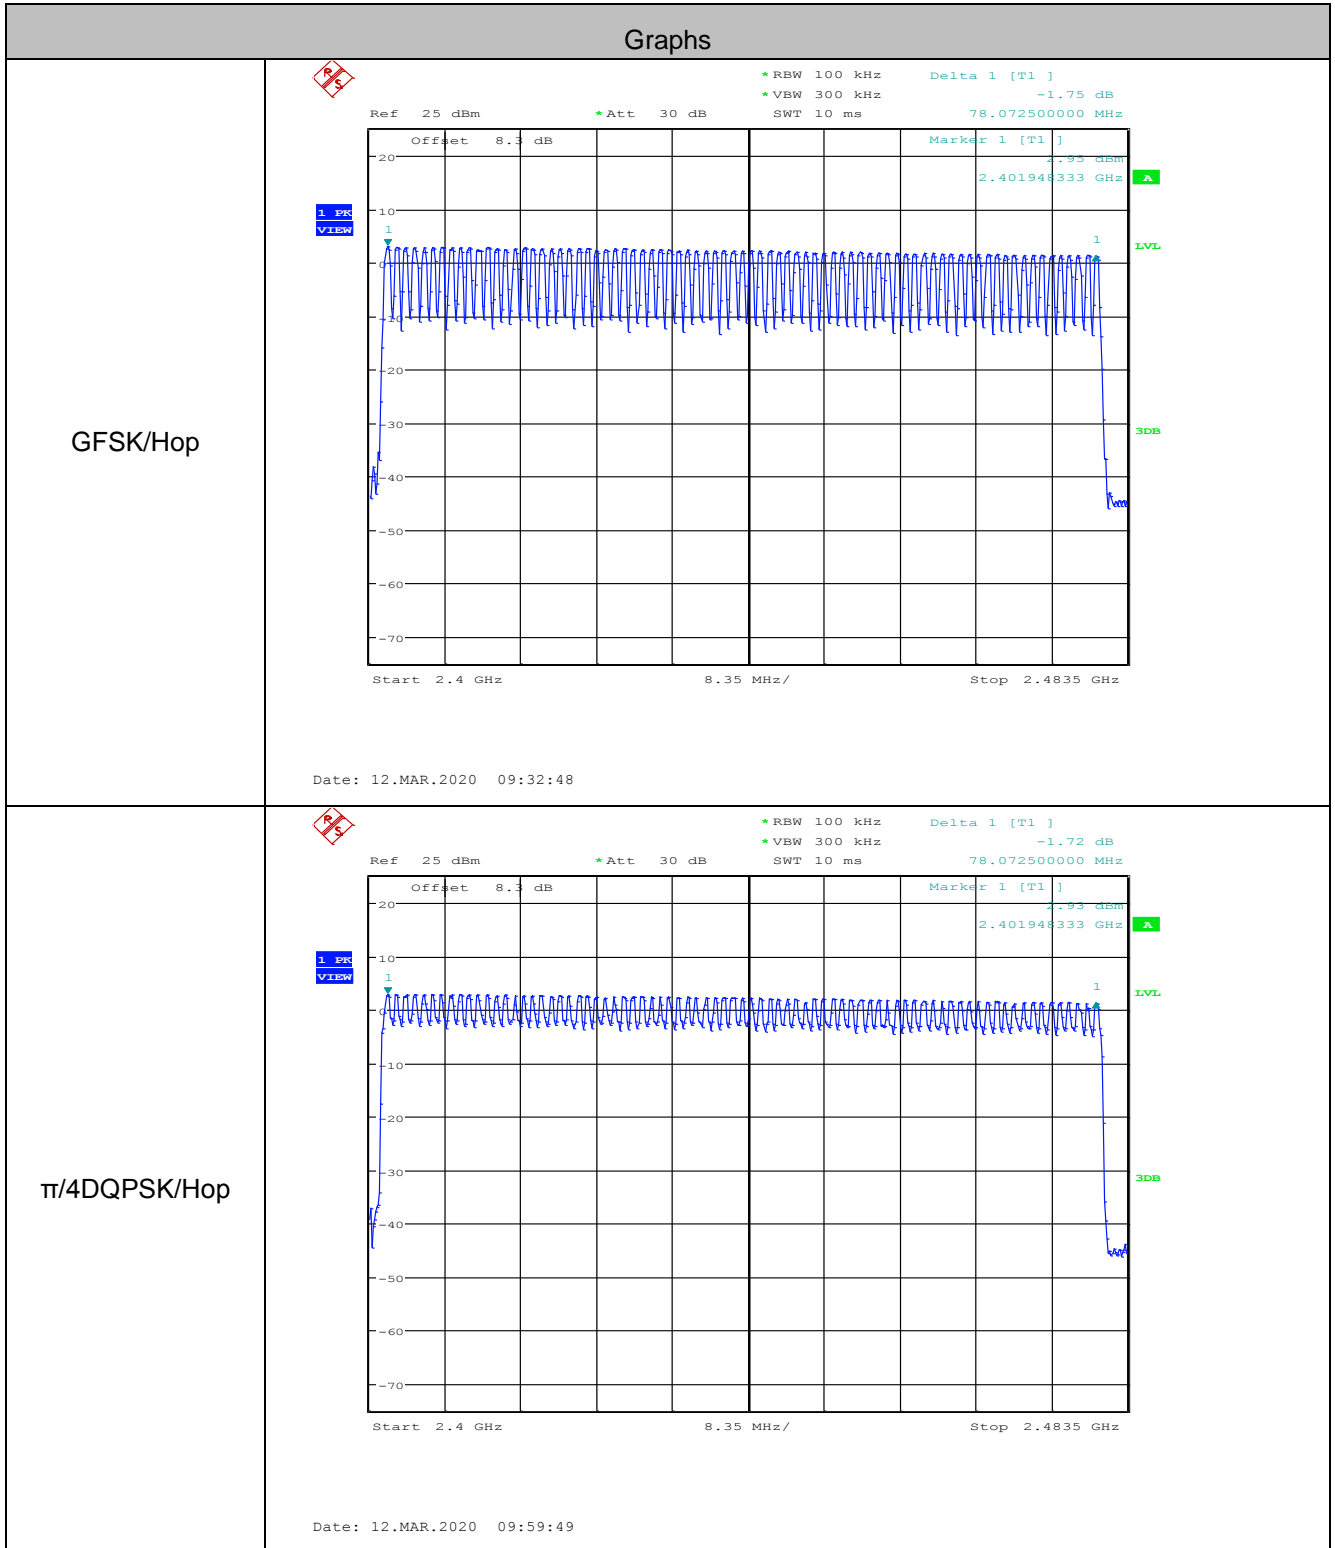 Graphs
GFSK/Hop
R S
*RBW 100 kHz Delta 1 [T1 ]
*VBW 300 kHz -1.75 dB
Ref 25 dBm *Att 30 dB SWT 10 ms 78.072500000 MHz
Offset 8.3 dB Marker 1 [T1 ]
20 2.95 dBm
2.401948333 GHz A
1 PK 10
VIEW 1
1 LVL
0
-10
-20
-30 3DB
-40
-50
-60
-70
Start 2.4 GHz 8.35 MHz/ Stop 2.4835 GHz
Date: 12.MAR.2020 09:32:48
π/4DQPSK/Hop
R S
*RBW 100 kHz Delta 1 [T1 ]
*VBW 300 kHz -1.72 dB
Ref 25 dBm *Att 30 dB SWT 10 ms 78.072500000 MHz
Offset 8.3 dB Marker 1 [T1 ]
20 2.93 dBm
2.401948333 GHz A
1 PK 10
VIEW 1
1 LVL
0
-10
-20
-30 3DB
-40
-50
-60
-70
Start 2.4 GHz 8.35 MHz/ Stop 2.4835 GHz
Date: 12.MAR.2020 09:59:49